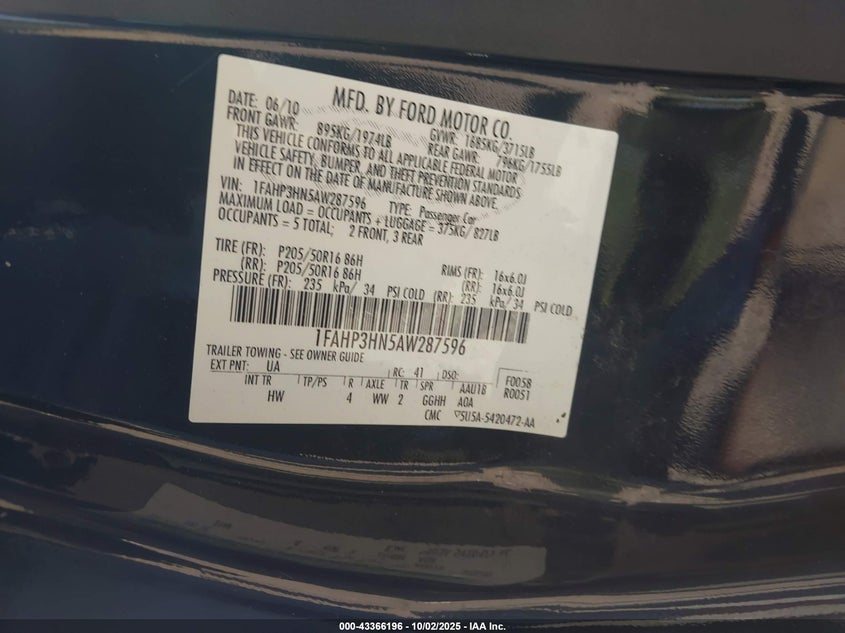 MFD. BY FORD MOTOR CO.
DATE: 06/10 GVWR: 1685KG/3715LB
FRONT GAWR: 895KG/1974LB REAR GAWR: 796KG/1755LB
THIS VEHICLE CONFORMS TO ALL APPLICABLE FEDERAL MOTOR
VEHICLE SAFETY, BUMPER, AND THEFT PREVENTION STANDARDS
IN EFFECT ON THE DATE OF MANUFACTURE SHOWN ABOVE.
VIN: 1FAHP3HN5AW287596 TYPE: Passenger Car
MAXIMUM LOAD = OCCUPANTS + LUGGAGE = 375KG/827LB
OCCUPANTS = 5 TOTAL; 2 FRONT, 3 REAR
TIRE (FR): P205/50R16 86H RIMS (FR): 16x6.0J
(RR): P205/50R16 86H (RR): 16x6.0J
PRESSURE (FR): 235 kPa/ 34 PSI COLD (RR): 235 kPa/ 34 PSI COLD
1FAHP3HN5AW287596
TRAILER TOWING - SEE OWNER GUIDE
EXT PNT: UA RC: 41 DSO: F0058
INT TR TP/PS R AXLE TR SPR AAU1B R0051
HW 4 WW 2 GGHH A0A
CMC 5U5A-5420472-AA
000-43366196 - 10/02/2025 - IAA Inc.